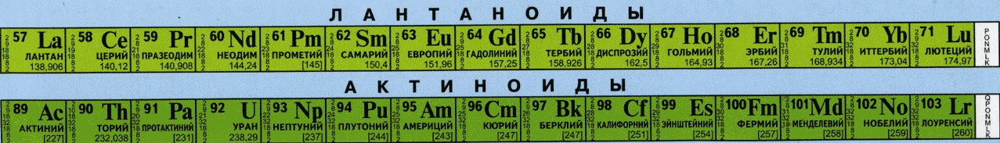 ЛАНТАНОИДЫ
57 La 58 Ce 59 Pr 60 Nd 61 Pm 62 Sm 63 Eu 64 Gd 65 Tb 66 Dy 67 Ho 68 Er 69 Tm 70 Yb 71 Lu
ЛАНТАН ЦЕРИЙ ПРАЗЕОДИМ НЕОДИМ ПРОМЕТИЙ САМАРИЙ ЕВРОПИЙ ГАДОЛИНИЙ ТЕРБИЙ ДИСПРОЗИЙ ГОЛЬМИЙ ЭРБИЙ ТУЛИЙ ИТТЕРБИЙ ЛЮТЕЦИЙ
138,906 140,12 140,908 144,24 [145] 150,4 151,96 157,25 158,926 162,5 164,93 167,26 168,934 173,04 174,97
P O N M L K
АКТИНОИДЫ
89 Ac 90 Th 91 Pa 92 U 93 Np 94 Pu 95 Am 96 Cm 97 Bk 98 Cf 99 Es 100 Fm 101 Md 102 No 103 Lr
АКТИНИЙ ТОРИЙ ПРОТАКТИНИЙ УРАН НЕПТУНИЙ ПЛУТОНИЙ АМЕРИЦИЙ КЮРИЙ БЕРКЛИЙ КАЛИФОРНИЙ ЭЙНШТЕЙНИЙ ФЕРМИЙ МЕНДЕЛЕВИЙ НОБЕЛИЙ ЛОУРЕНСИЙ
[227] 232,038 [231] 238,29 [237] [244] [243] [247] [247] [251] [254] [257] [258] [259] [260]
Q P O N M L K